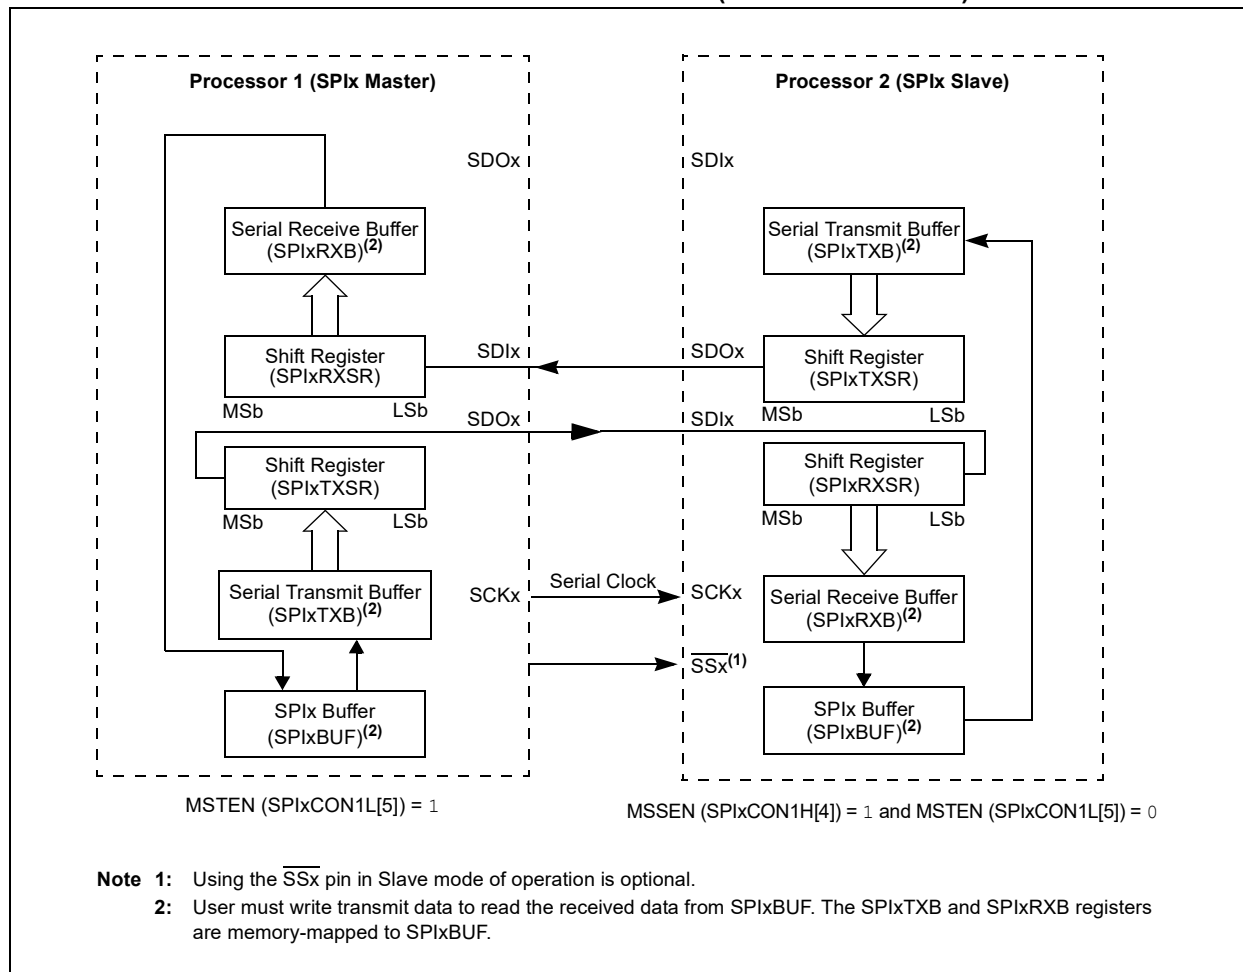 Processor 1 (SPIx Master)
Processor 2 (SPIx Slave)
SDOx
SDIx
Serial Receive Buffer
(SPIxRXB)(2)
Serial Transmit Buffer
(SPIxTXB)(2)
Shift Register
(SPIxRXSR)
SDIx
SDOx
Shift Register
(SPIxTXSR)
MSb
LSb
MSb
LSb
SDOx
SDIx
Shift Register
(SPIxTXSR)
Shift Register
(SPIxRXSR)
MSb
LSb
MSb
LSb
Serial Transmit Buffer
(SPIxTXB)(2)
SCKx
Serial Clock
SCKx
Serial Receive Buffer
(SPIxRXB)(2)
SSx(1)
SPIx Buffer
(SPIxBUF)(2)
SPIx Buffer
(SPIxBUF)(2)
MSTEN (SPIxCON1L[5]) = 1
MSSEN (SPIxCON1H[4]) = 1 and MSTEN (SPIxCON1L[5]) = 0
Note 1: Using the SSx pin in Slave mode of operation is optional.
2: User must write transmit data to read the received data from SPIxBUF. The SPIxTXB and SPIxRXB registers
are memory-mapped to SPIxBUF.